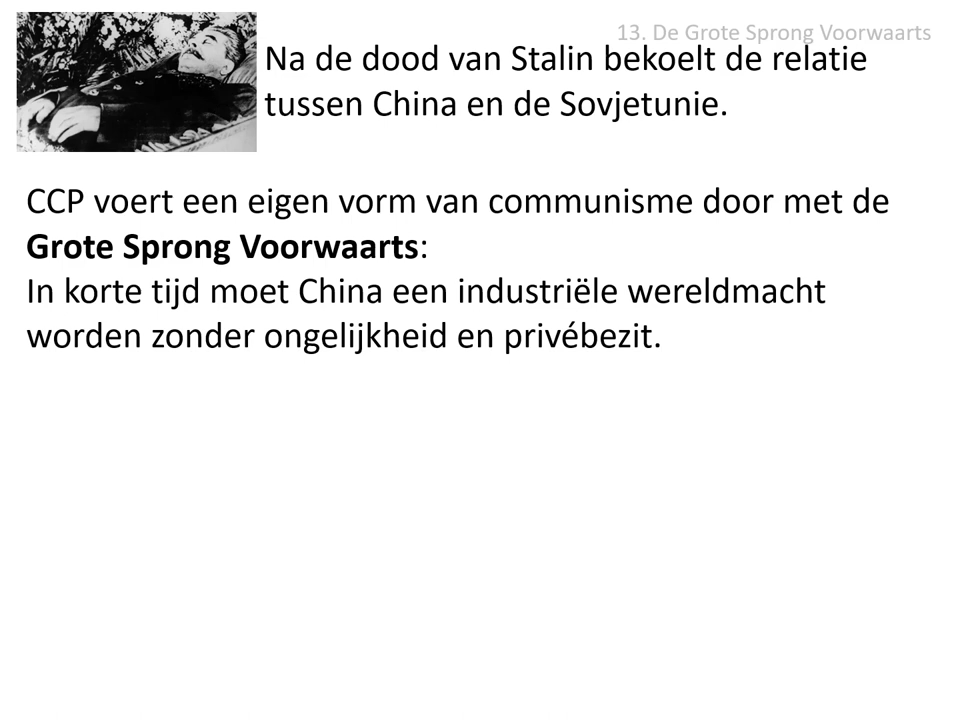 13. De Grote Sprong Voorwaarts
Na de dood van Stalin bekoelt de relatie
tussen China en de Sovjetunie.
CCP voert een eigen vorm van communisme door met de
Grote Sprong Voorwaarts:
In korte tijd moet China een industriële wereldmacht
worden zonder ongelijkheid en privébezit.